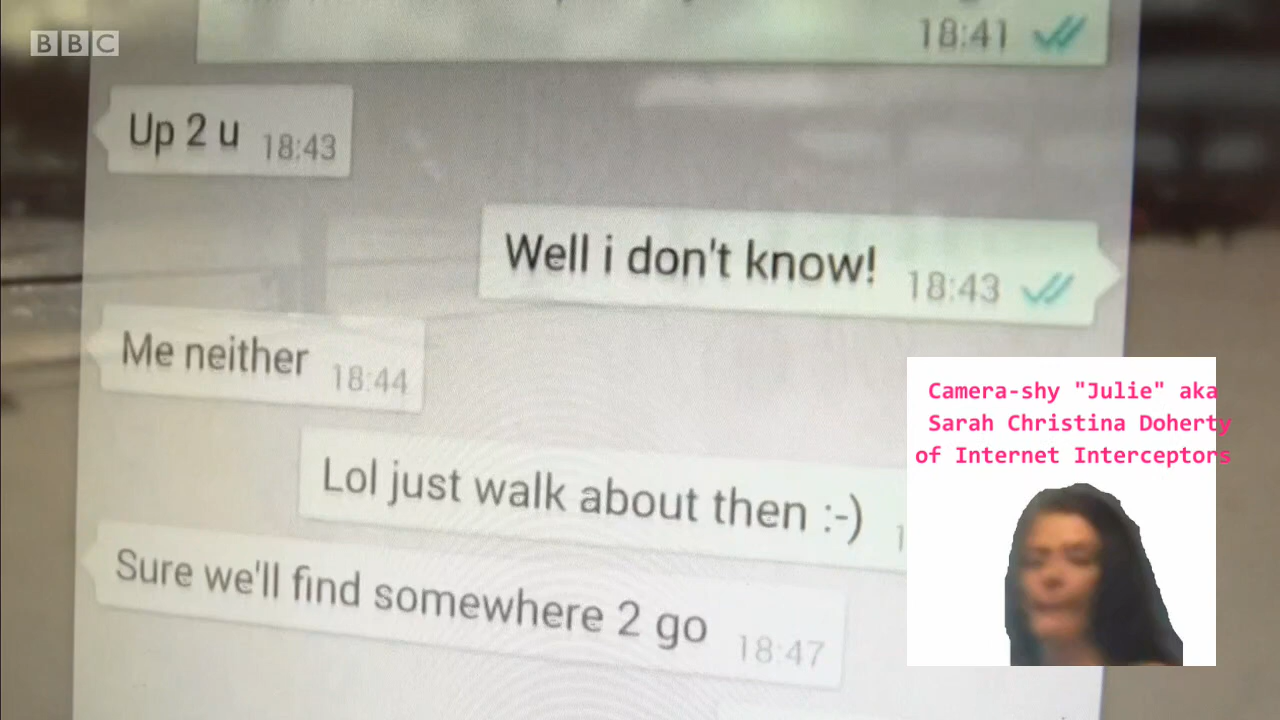 BBC
18:41
Up 2 u 18:43
Well i don't know! 18:43
Me neither 18:44
Camera-shy "Julie" aka
Sarah Christina Doherty
of Internet Interceptors
Lol just walk about then :-)
Sure we'll find somewhere 2 go 18:47